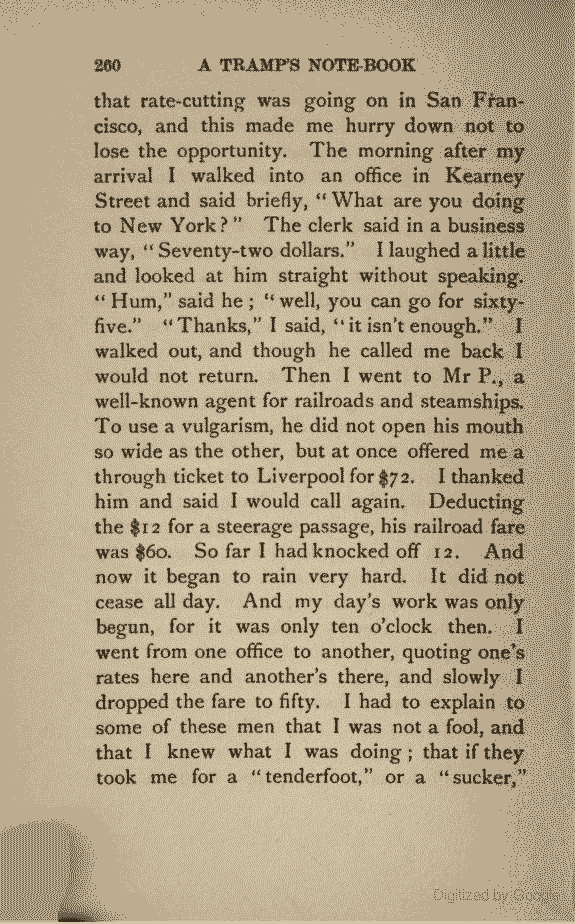 260 A TRAMP'S NOTE-BOOK
that rate-cutting was going on in San Fran-
cisco, and this made me hurry down not to
lose the opportunity. The morning after my
arrival I walked into an office in Kearney
Street and said briefly, "What are you doing
to New York?" The clerk said in a business
way, "Seventy-two dollars." I laughed a little
and looked at him straight without speaking.
"Hum," said he; "well, you can go for sixty-
five." "Thanks," I said, "it isn't enough." I
walked out, and though he called me back I
would not return. Then I went to Mr P., a
well-known agent for railroads and steamships.
To use a vulgarism, he did not open his mouth
so wide as the other, but at once offered me a
through ticket to Liverpool for $72. I thanked
him and said I would call again. Deducting
the $12 for a steerage passage, his railroad fare
was $60. So far I had knocked off 12. And
now it began to rain very hard. It did not
cease all day. And my day's work was only
begun, for it was only ten o'clock then. I
went from one office to another, quoting one's
rates here and another's there, and slowly I
dropped the fare to fifty. I had to explain to
some of these men that I was not a fool, and
that I knew what I was doing; that if they
took me for a "tenderfoot," or a "sucker,"
Digitized by Google